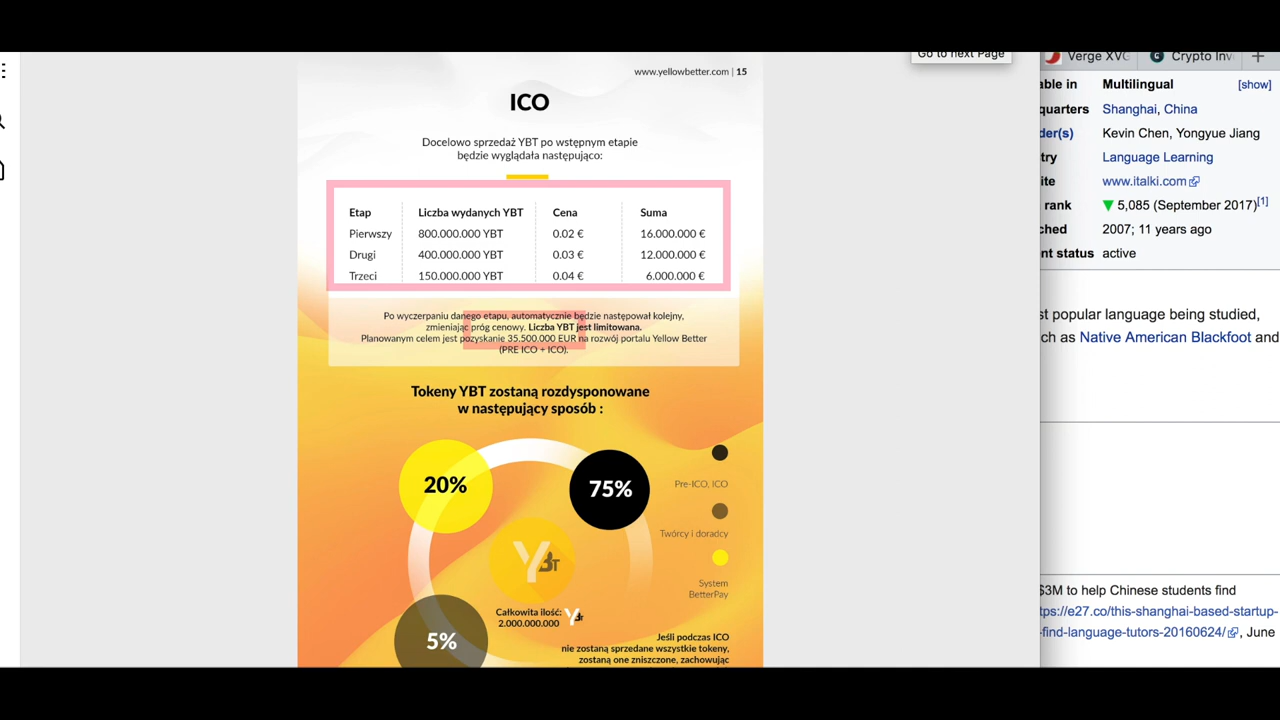 Go to next Page
www.yellowbetter.com | 15
ICO
Docelowo sprzedaż YBT po wstępnym etapie
będzie wyglądała następująco:
Etap Liczba wydanych YBT Cena Suma
Pierwszy 800.000.000 YBT 0.02 € 16.000.000 €
Drugi 400.000.000 YBT 0.03 € 12.000.000 €
Trzeci 150.000.000 YBT 0.04 € 6.000.000 €
Po wyczerpaniu danego etapu, automatycznie będzie następował kolejny,
zmieniając próg cenowy. Liczba YBT jest limitowana.
Planowanym celem jest pozyskanie 35.500.000 EUR na rozwój portalu Yellow Better
(PRE ICO + ICO).
Tokeny YBT zostaną rozdysponowane
w następujący sposób :
20%
75%
5%
Pre-ICO, ICO
Twórcy i doradcy
System
BetterPay
YBT
Całkowita ilość:
2.000.000.000
Jeśli podczas ICO
nie zostaną sprzedane wszystkie tokeny,
zostaną one zniszczone, zachowując
Verge XVG
Crypto Inv
able in Multilingual [show]
quarters Shanghai, China
der(s) Kevin Chen, Yongyue Jiang
try Language Learning
ite www.italki.com
rank 5,085 (September 2017)[1]
ched 2007; 11 years ago
nt status active
st popular language being studied,
ch as Native American Blackfoot and
$3M to help Chinese students find
tps://e27.co/this-shanghai-based-startup-
-find-language-tutors-20160624/, June